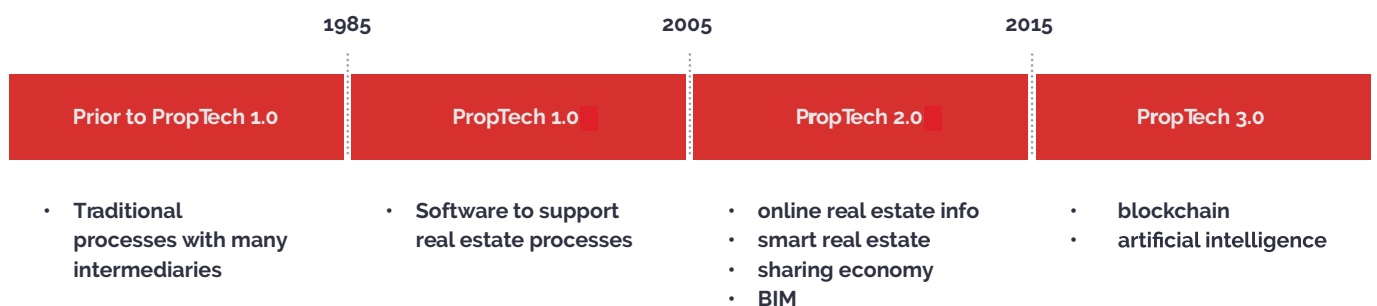 1985
2005
2015
Prior to PropTech 1.0
PropTech 1.0
PropTech 2.0
PropTech 3.0
• Traditional
processes with many
intermediaries
• Software to support
real estate processes
• online real estate info
• smart real estate
• sharing economy
• BIM
• blockchain
• artificial intelligence